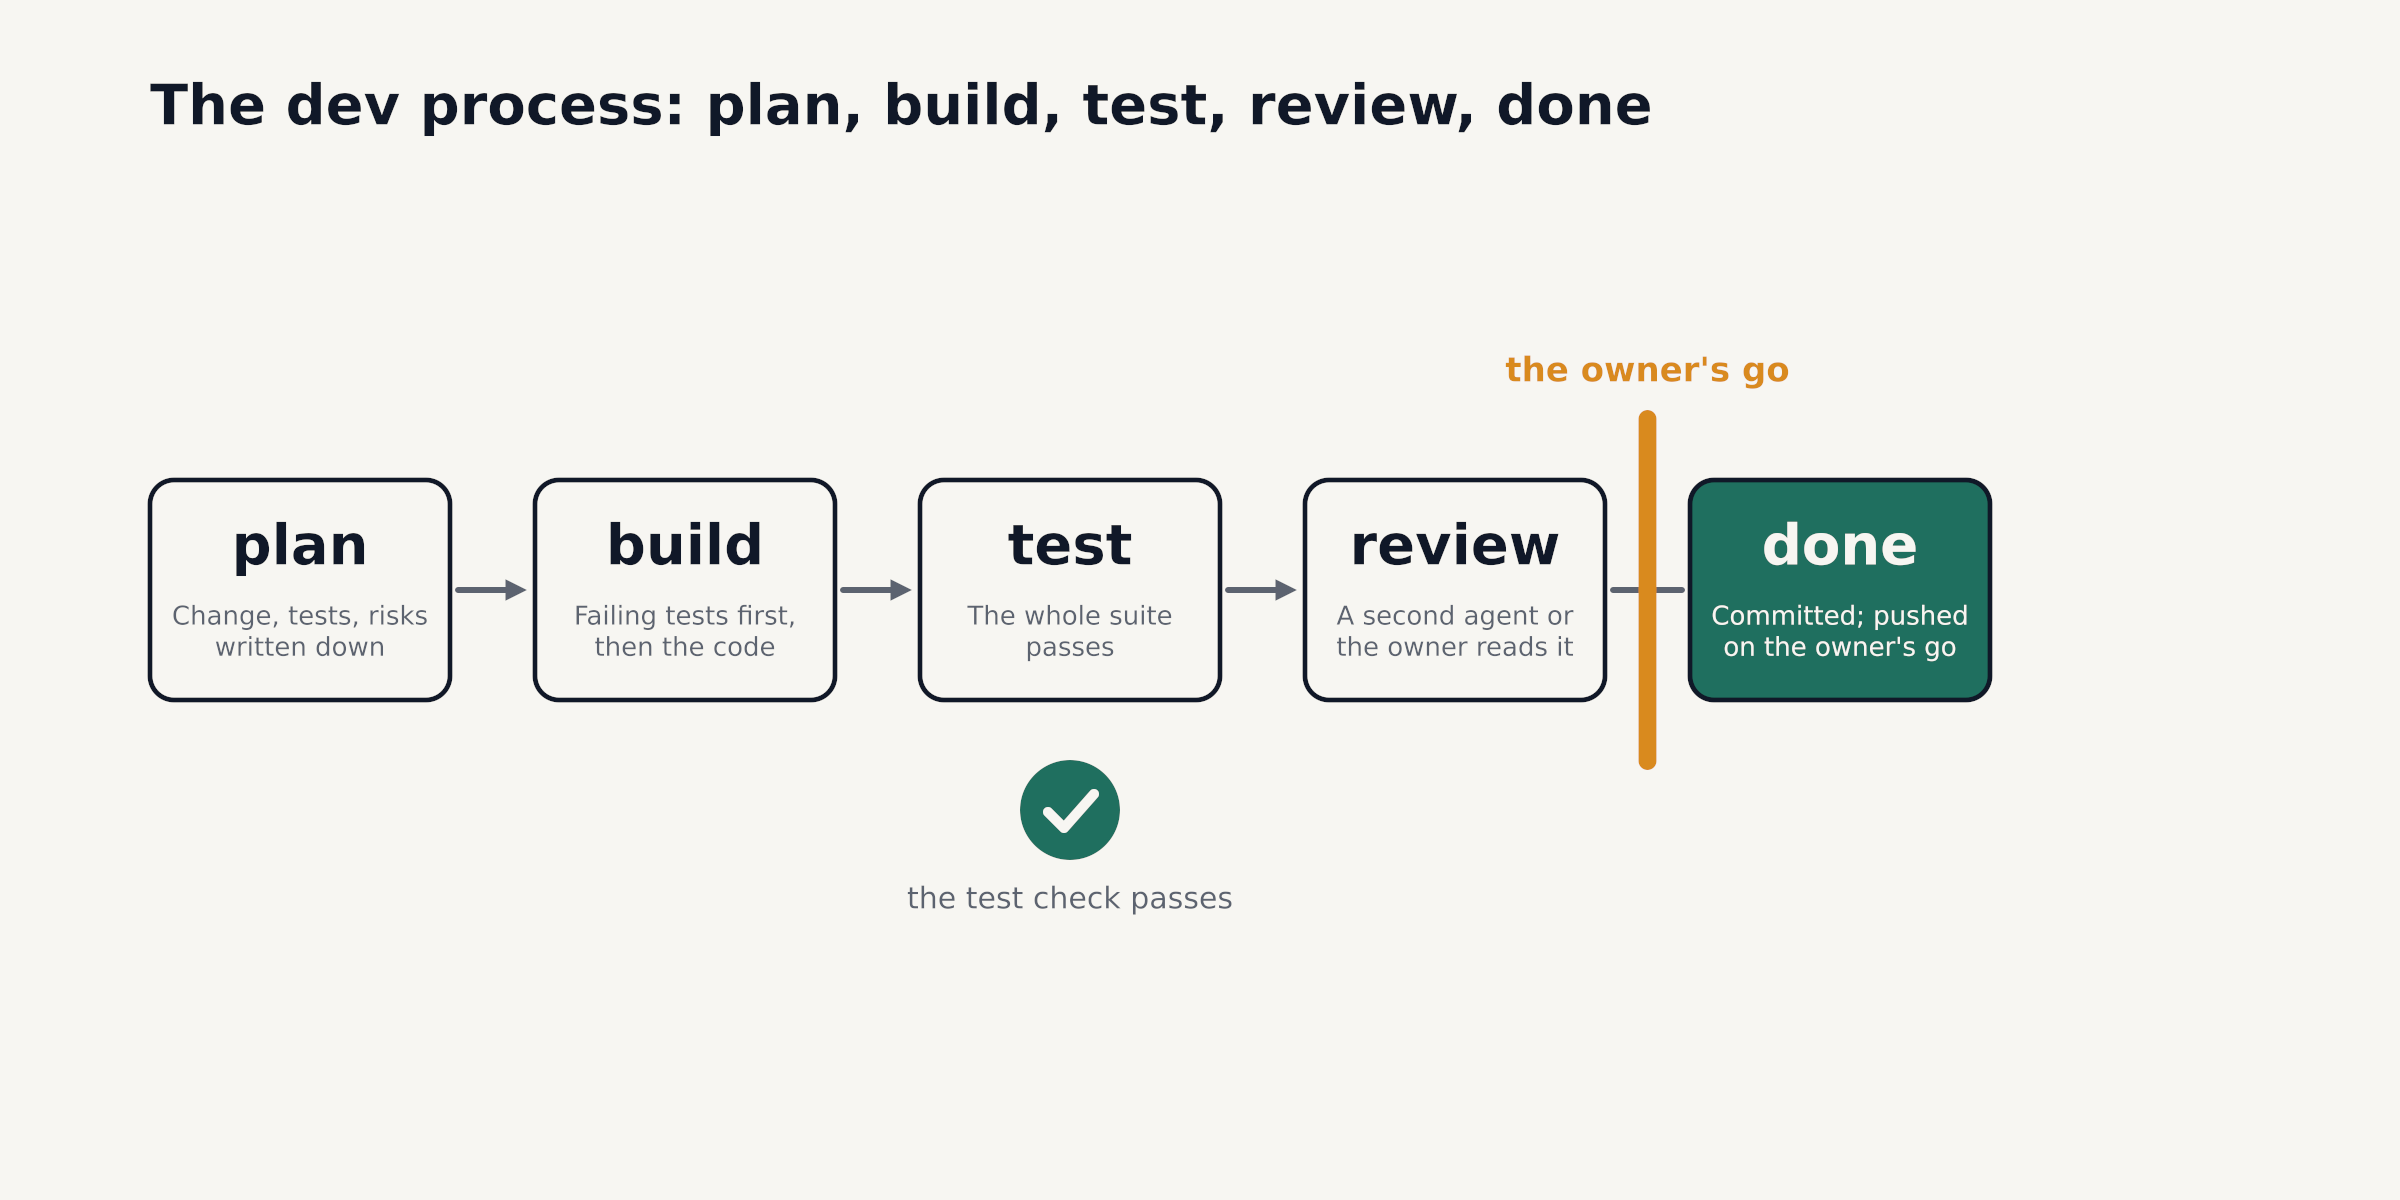 The dev process: plan, build, test, review, done
the owner's go
plan
Change, tests, risks
written down
build
Failing tests first,
then the code
test
The whole suite
passes
review
A second agent or
the owner reads it
done
Committed; pushed
on the owner's go
the test check passes